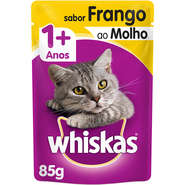 sabor Frango
ao Molho
1+
Anos
whiskas
85g